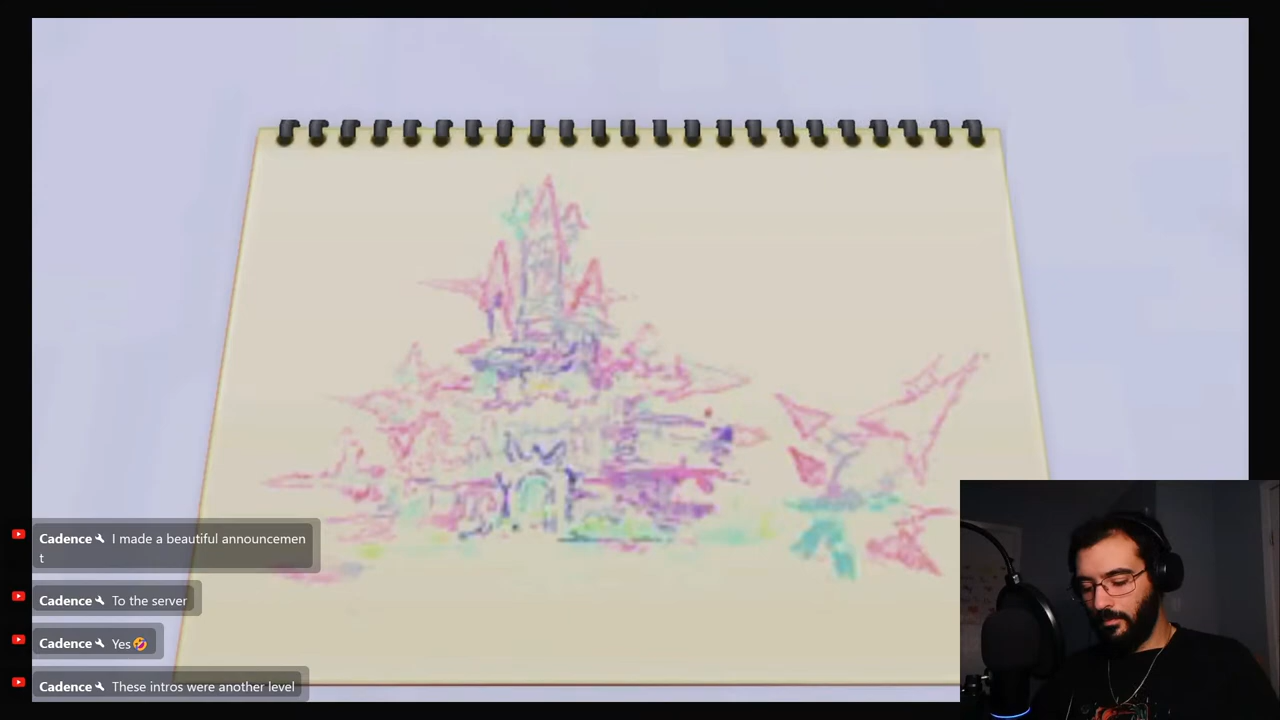 Cadence I made a beautiful announcemen
t
Cadence To the server
Cadence Yes🤣
Cadence These intros were another level